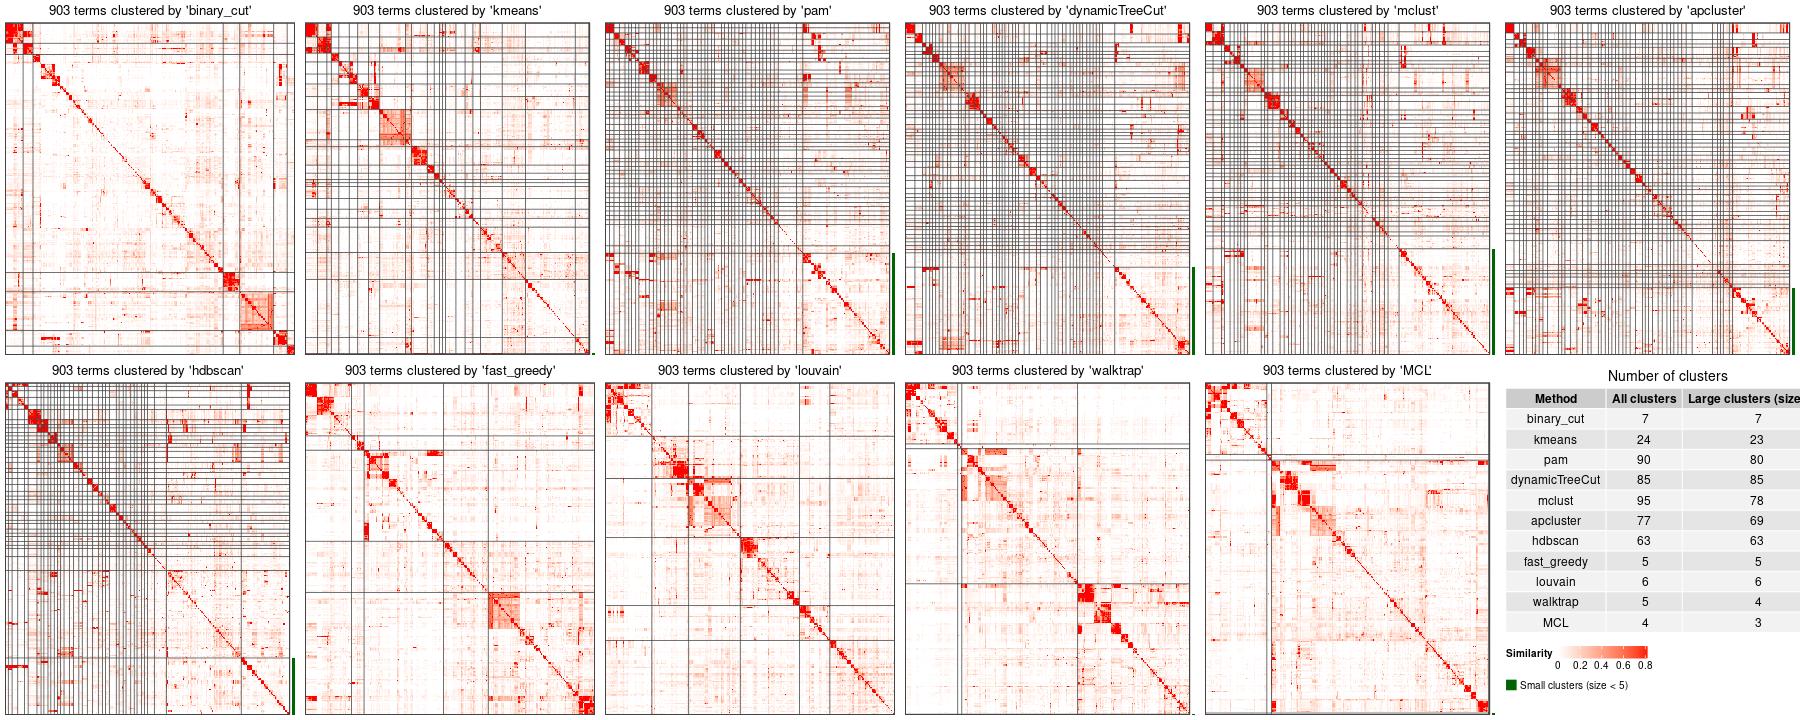 903 terms clustered by 'binary_cut'
903 terms clustered by 'kmeans'
903 terms clustered by 'pam'
903 terms clustered by 'dynamicTreeCut'
903 terms clustered by 'mclust'
903 terms clustered by 'apcluster'
903 terms clustered by 'hdbscan'
903 terms clustered by 'fast_greedy'
903 terms clustered by 'louvain'
903 terms clustered by 'walktrap'
903 terms clustered by 'MCL'
Number of clusters
Method All clusters Large clusters (size
binary_cut 7 7
kmeans 24 23
pam 90 80
dynamicTreeCut 85 85
mclust 95 78
apcluster 77 69
hdbscan 63 63
fast_greedy 5 5
louvain 6 6
walktrap 5 4
MCL 4 3
Similarity
0 0.2 0.4 0.6 0.8
Small clusters (size < 5)